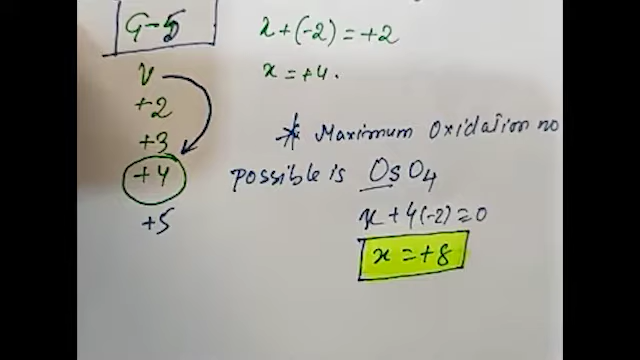 G-5
V
+2
+3
+4
+5
x+(-2)=+2
x=+4.
* Maximum Oxidation no
possible is OsO4
x+4(-2)=0
x=+8